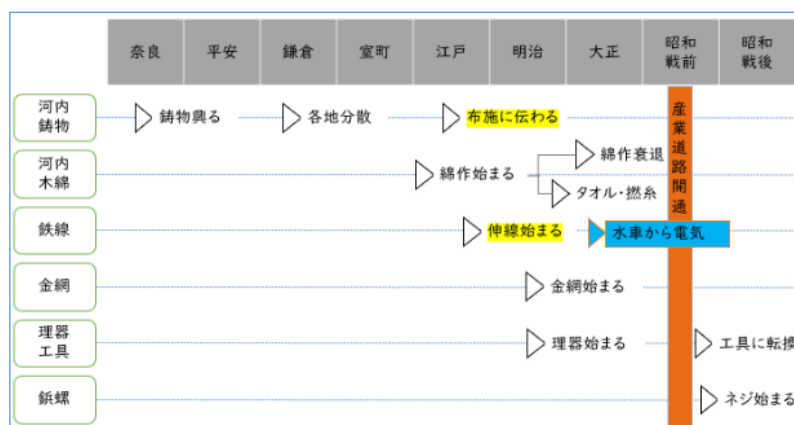 奈良 平安 鎌倉 室町 江戸 明治 大正 昭和戦前 昭和戦後
河内鋳物 鋳物興る 各地分散 布施に伝わる
産業道路開通
河内木綿 綿作始まる 綿作衰退
タオル・撚糸
鉄線 伸線始まる 水車から電気
金網 金網始まる
理器工具 理器始まる 工具に転換
鋲螺 ネジ始まる